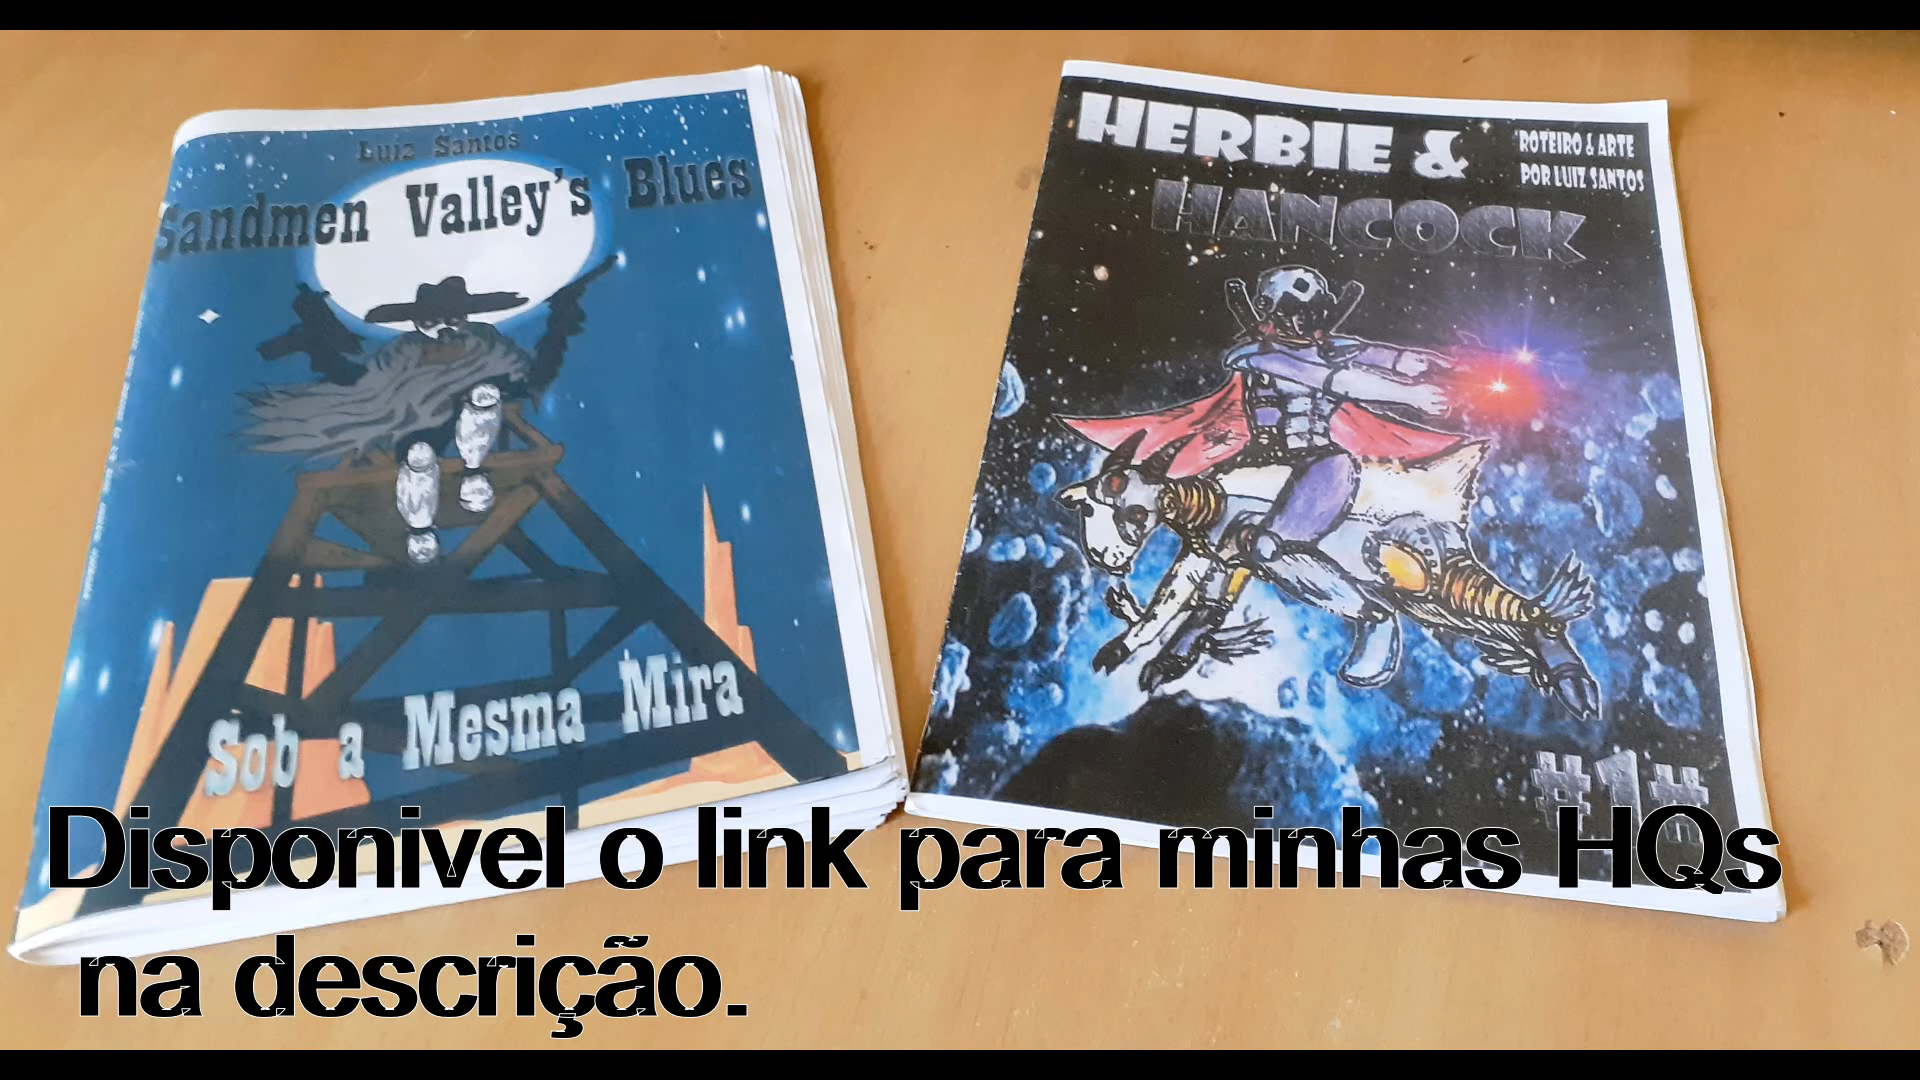 Luiz Santos
Sandmen Valley's Blues
Sob a Mesma Mira
HERBIE &
HANCOCK
ROTEIRO & ARTE
POR LUIZ SANTOS
#1#
Disponivel o link para minhas HQs
na descrição.